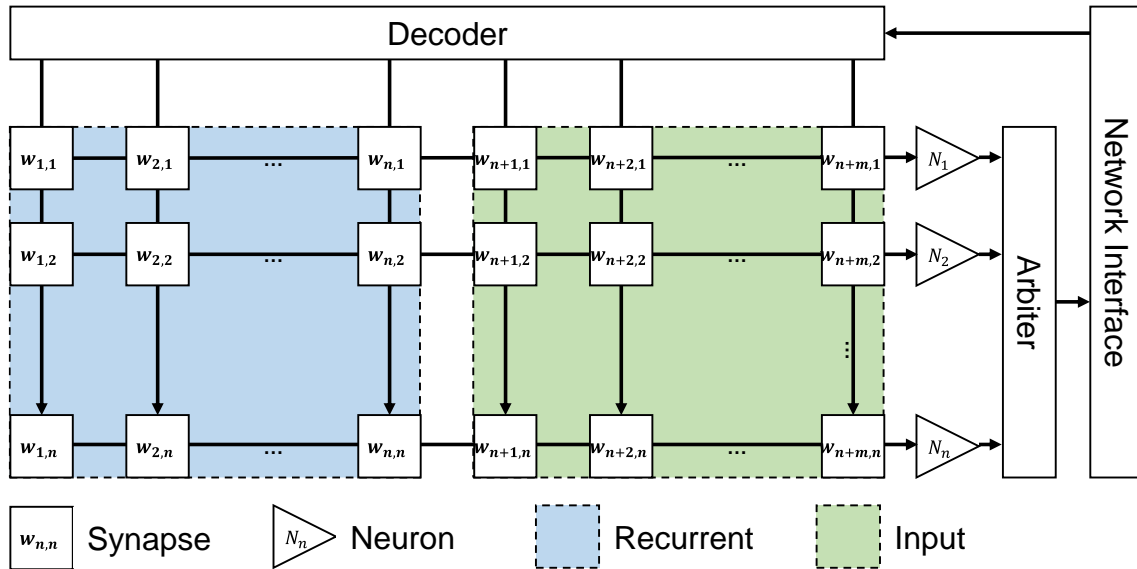 Decoder
w1,1 w2,1 ... wn,1 wn+1,1 wn+2,1 ... wn+m,1 N1
w1,2 w2,2 ... wn,2 wn+1,2 wn+2,2 ... wn+m,2 N2
...
w1,n w2,n ... wn,n wn+1,n wn+2,n ... wn+m,n Nn
Arbiter
Network Interface
wn,n Synapse Nn Neuron Recurrent Input